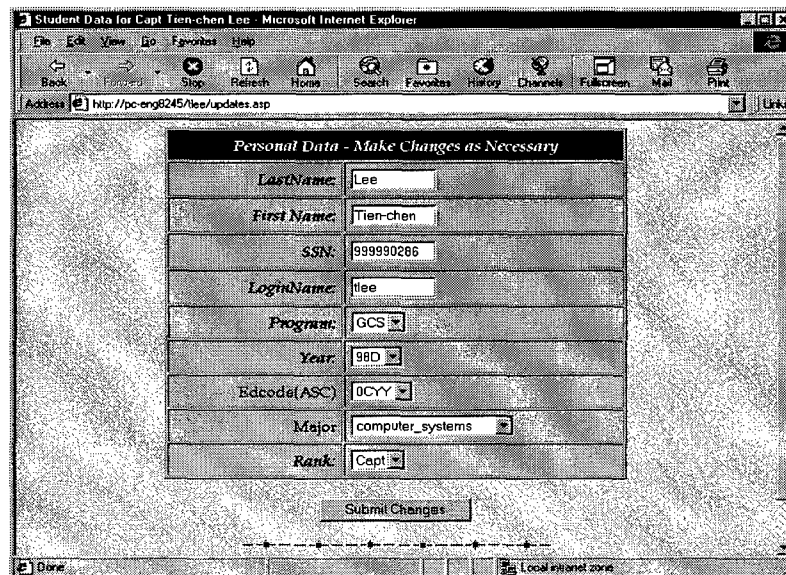 Student Data for Capt Tien-chen Lee - Microsoft Internet Explorer
File Edit View Go Favorites Help
Back Forward Stop Refresh Home Search Favorites History Channels Fullscreen Mail Print
Address http://pc-eng8245/tlee/updates.asp Links
Personal Data - Make Changes as Necessary
LastName: Lee
First Name: Tien-chen
SSN: 999990286
LoginName: tlee
Program: GCS
Year: 98D
Edcode(ASC) 0CYY
Major computer_systems
Rank: Capt
Submit Changes
Done Local intranet zone